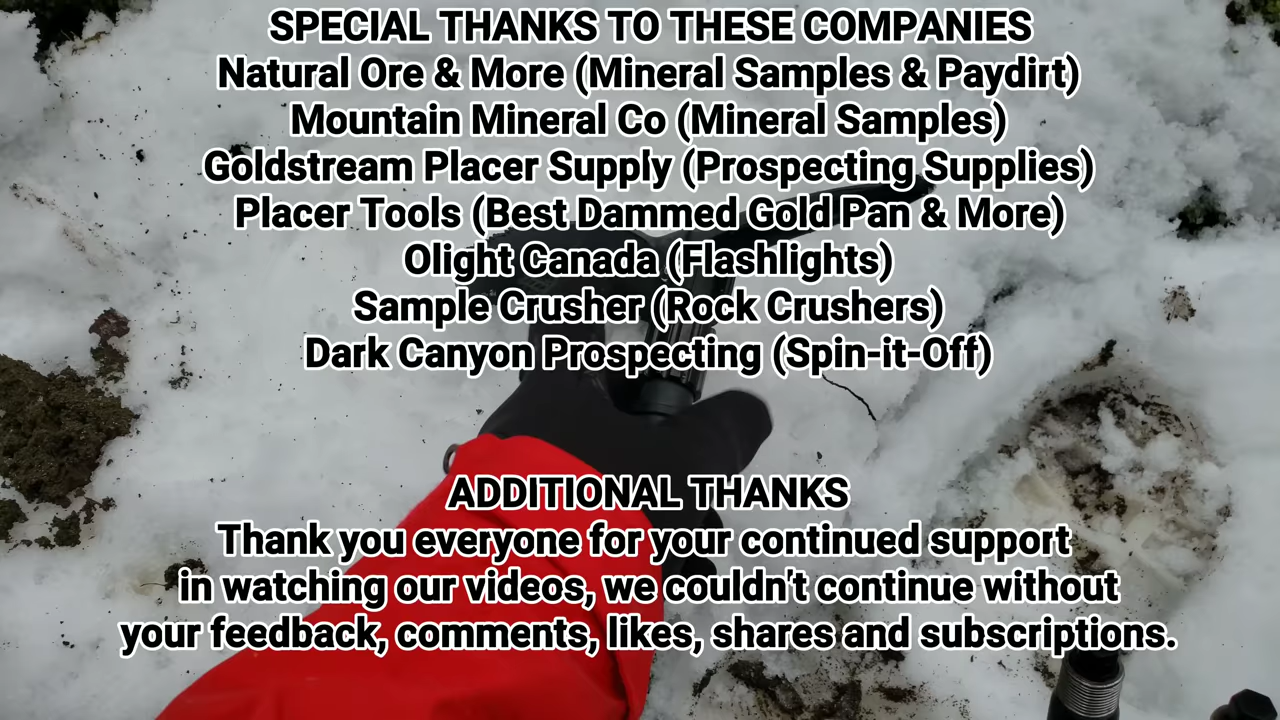 SPECIAL THANKS TO THESE COMPANIES
Natural Ore & More (Mineral Samples & Paydirt)
Mountain Mineral Co (Mineral Samples)
Goldstream Placer Supply (Prospecting Supplies)
Placer Tools (Best Dammed Gold Pan & More)
Olight Canada (Flashlights)
Sample Crusher (Rock Crushers)
Dark Canyon Prospecting (Spin-it-Off)
ADDITIONAL THANKS
Thank you everyone for your continued support
in watching our videos, we couldn't continue without
your feedback, comments, likes, shares and subscriptions.